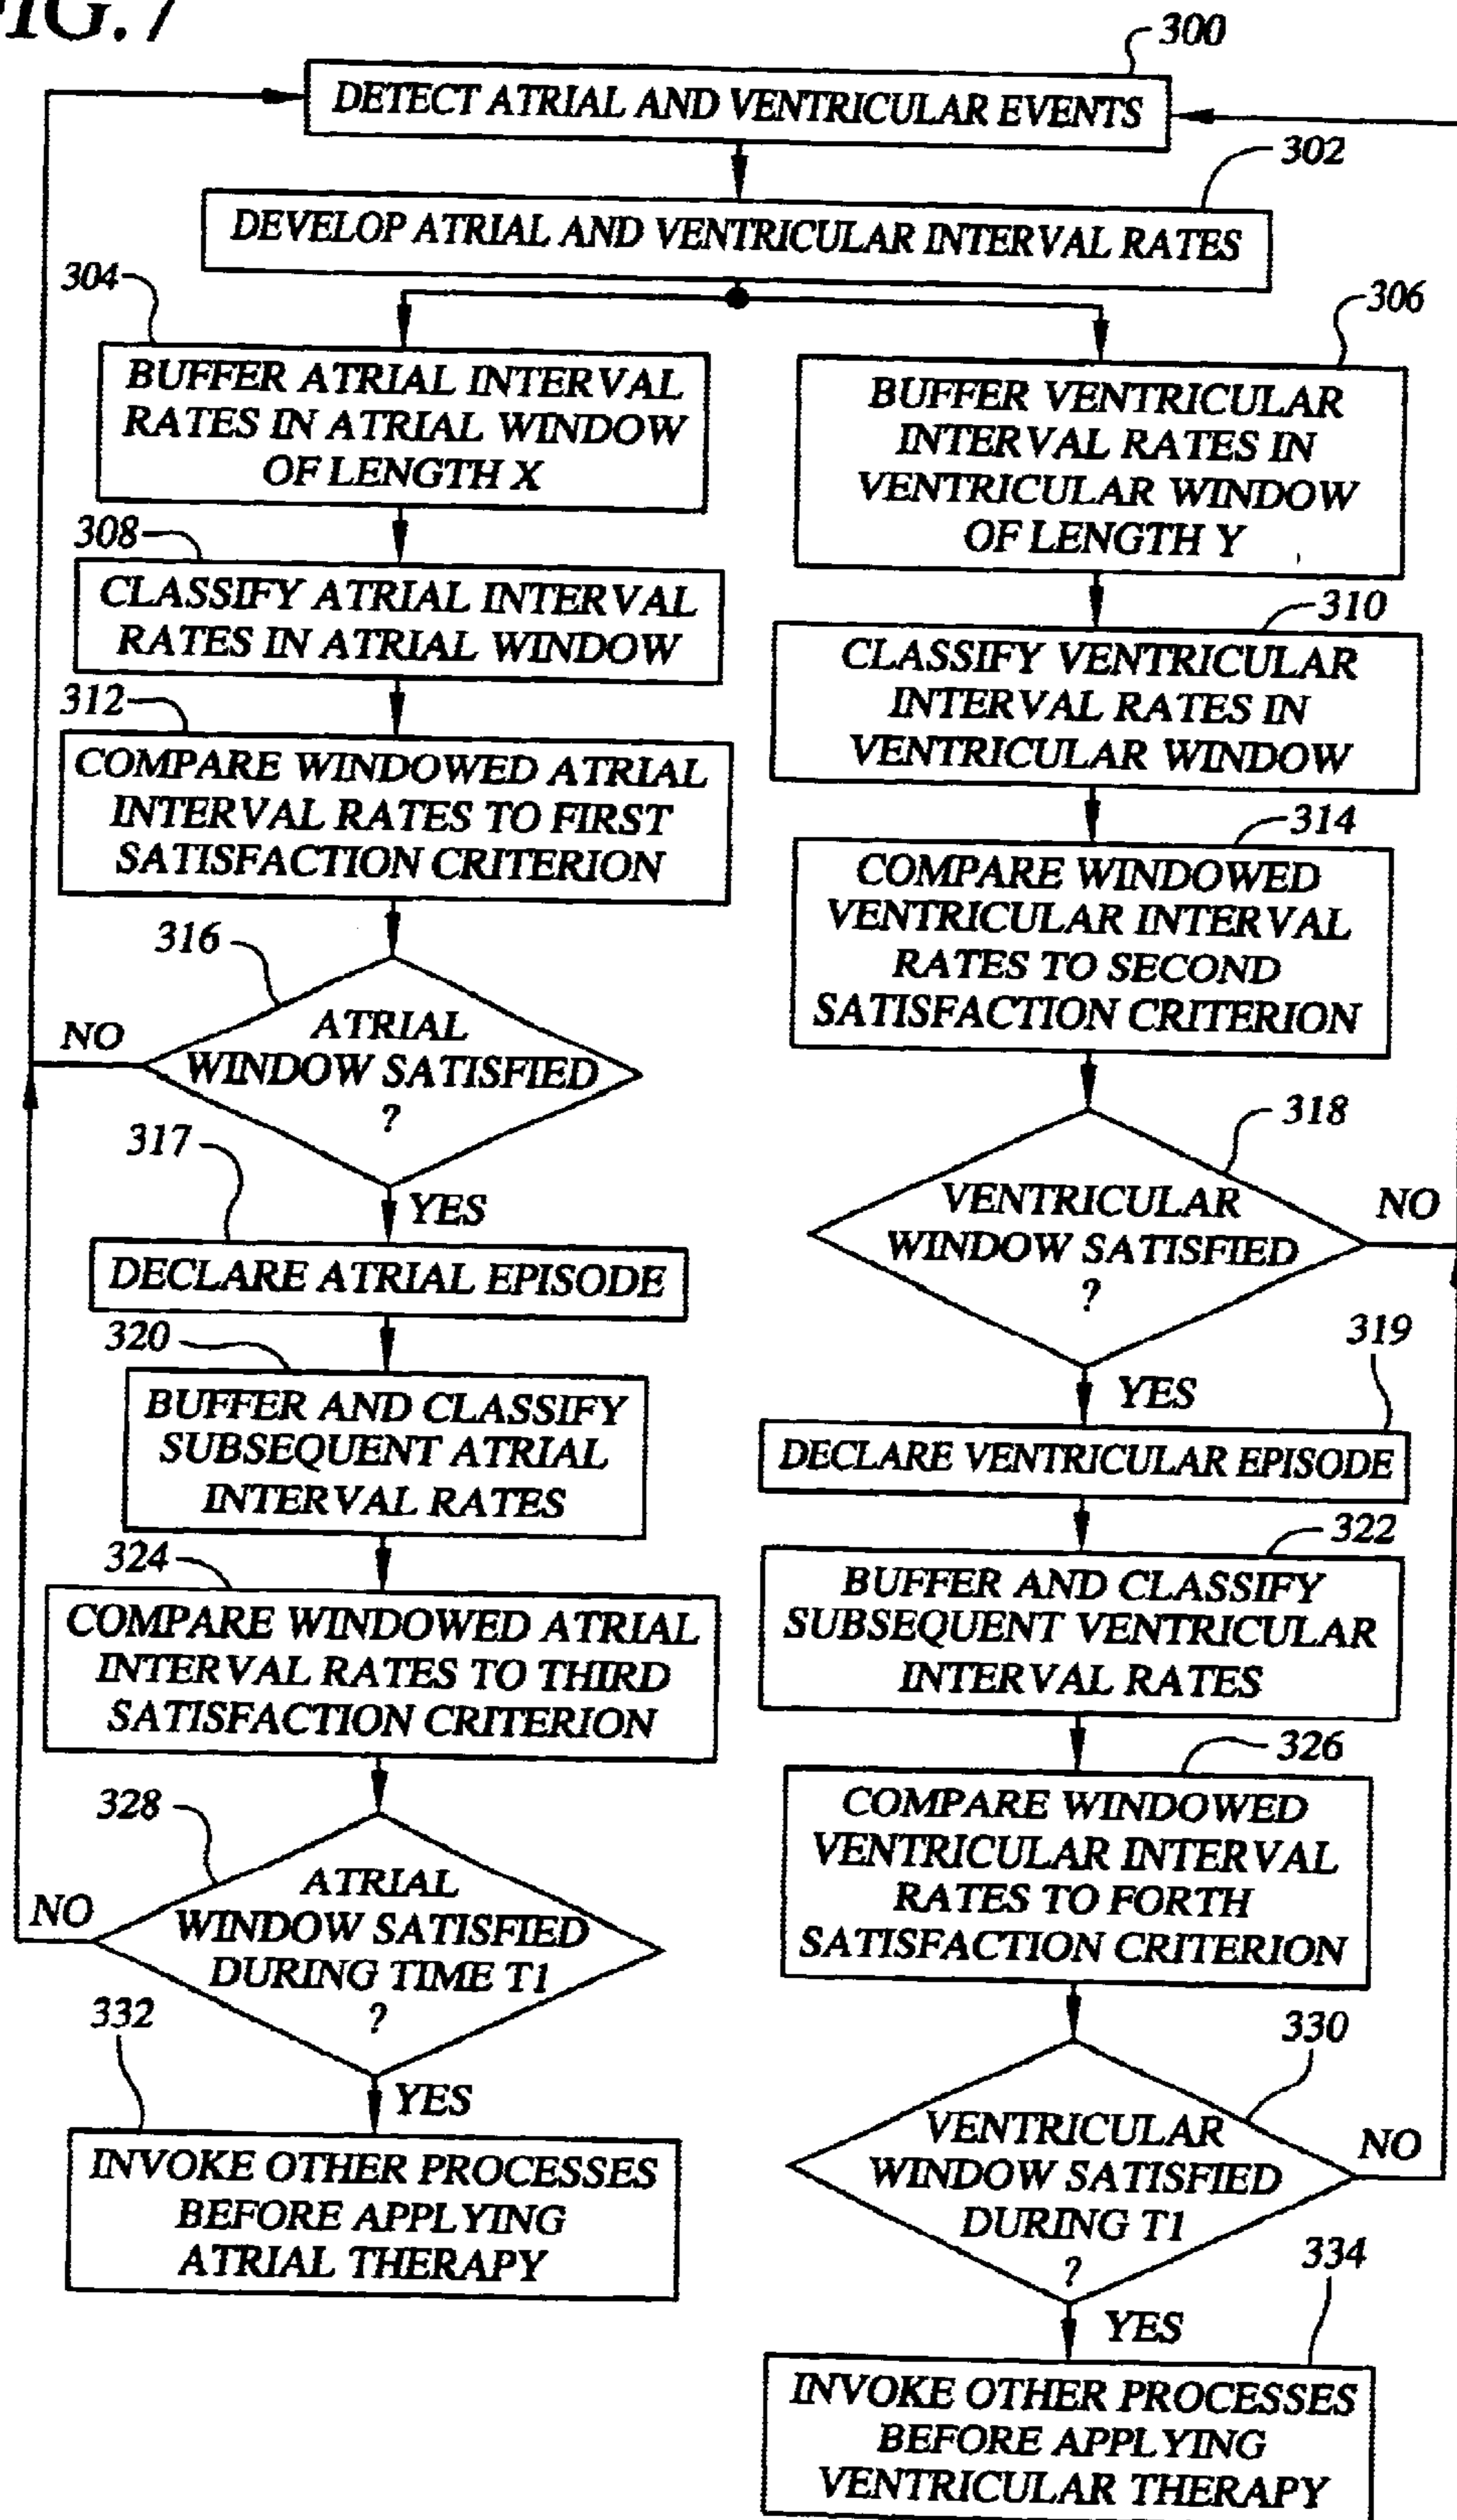 FIG. 7
300
DETECT ATRIAL AND VENTRICULAR EVENTS
302
DEVELOP ATRIAL AND VENTRICULAR INTERVAL RATES
304
BUFFER ATRIAL INTERVAL
RATES IN ATRIAL WINDOW
OF LENGTH X
306
BUFFER VENTRICULAR
INTERVAL RATES IN
VENTRICULAR WINDOW
OF LENGTH Y
308
CLASSIFY ATRIAL INTERVAL
RATES IN ATRIAL WINDOW
310
CLASSIFY VENTRICULAR
INTERVAL RATES IN
VENTRICULAR WINDOW
312
COMPARE WINDOWED ATRIAL
INTERVAL RATES TO FIRST
SATISFACTION CRITERION
314
COMPARE WINDOWED
VENTRICULAR INTERVAL
RATES TO SECOND
SATISFACTION CRITERION
316
ATRIAL
WINDOW SATISFIED
?
NO
YES
318
VENTRICULAR
WINDOW SATISFIED
?
NO
YES
317
DECLARE ATRIAL EPISODE
319
DECLARE VENTRICULAR EPISODE
320
BUFFER AND CLASSIFY
SUBSEQUENT ATRIAL
INTERVAL RATES
322
BUFFER AND CLASSIFY
SUBSEQUENT VENTRICULAR
INTERVAL RATES
324
COMPARE WINDOWED ATRIAL
INTERVAL RATES TO THIRD
SATISFACTION CRITERION
326
COMPARE WINDOWED
VENTRICULAR INTERVAL
RATES TO FORTH
SATISFACTION CRITERION
328
ATRIAL
WINDOW SATISFIED
DURING TIME T1
?
NO
YES
330
VENTRICULAR
WINDOW SATISFIED
DURING T1
?
NO
YES
332
INVOKE OTHER PROCESSES
BEFORE APPLYING
ATRIAL THERAPY
334
INVOKE OTHER PROCESSES
BEFORE APPLYING
VENTRICULAR THERAPY